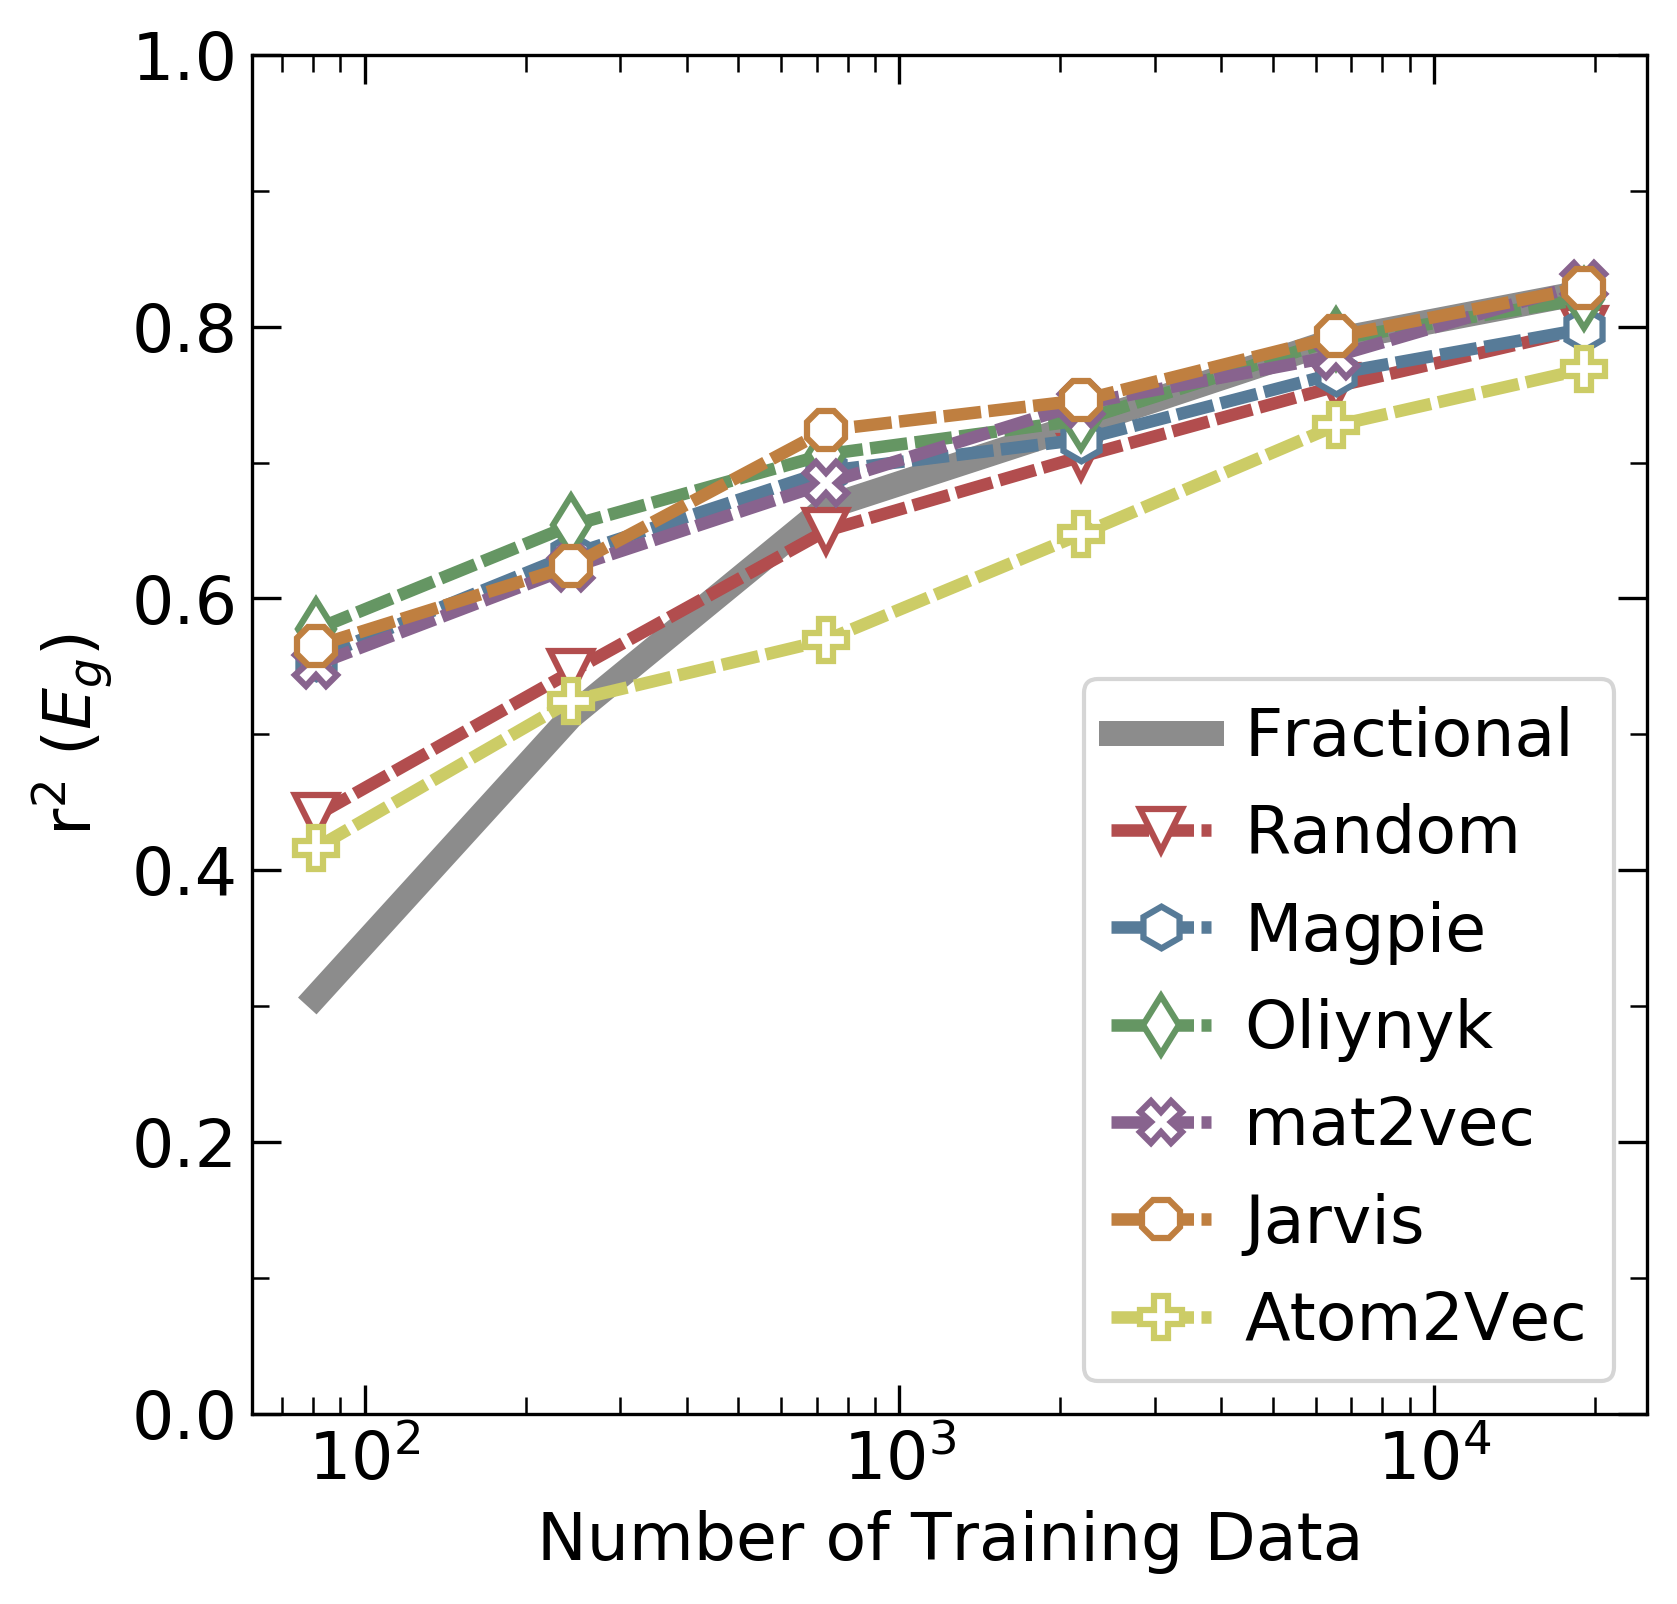 1.0
0.8
0.6
0.4
0.2
0.0
r² (E_g)
10² 10³ 10⁴
Number of Training Data
Fractional
Random
Magpie
Oliynyk
mat2vec
Jarvis
Atom2Vec